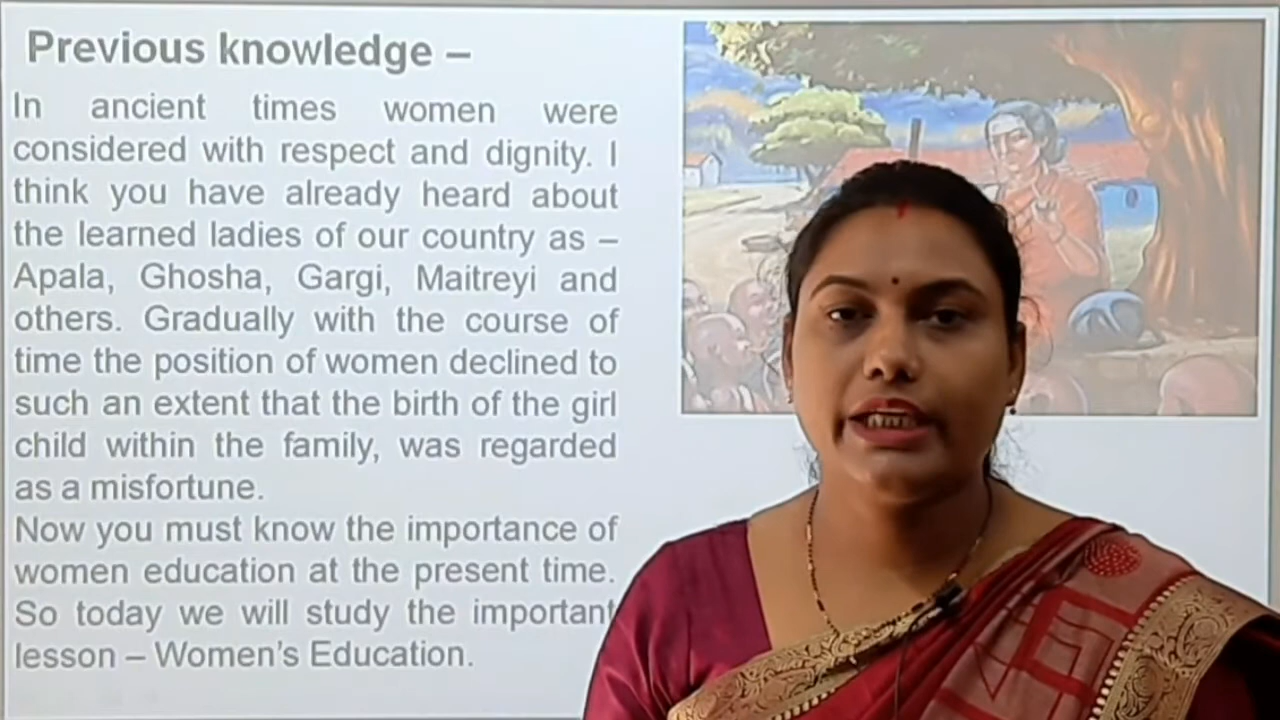 Previous knowledge –
In ancient times women were
considered with respect and dignity. I
think you have already heard about
the learned ladies of our country as –
Apala, Ghosha, Gargi, Maitreyi and
others. Gradually with the course of
time the position of women declined to
such an extent that the birth of the girl
child within the family, was regarded
as a misfortune.
Now you must know the importance of
women education at the present time.
So today we will study the important
lesson – Women's Education.